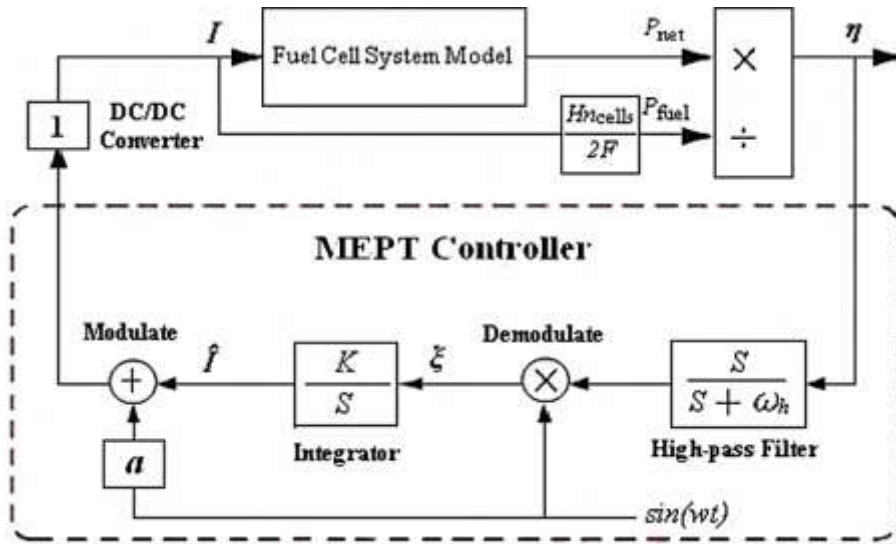 I
Fuel Cell System Model
P_net
η
×
÷
1
DC/DC
Converter
Hn_cells
2F
P_fuel
MEPT Controller
Modulate
+
Î
K
S
Integrator
ξ
Demodulate
×
S
S + ω_h
High-pass Filter
a
sin(wt)